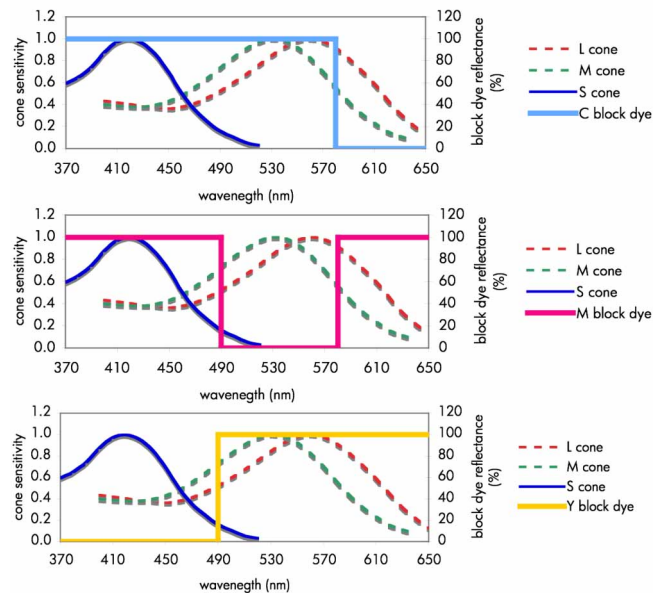 1.2
1.0
0.8
0.6
0.4
0.2
0.0
cone sensitivity
370 410 450 490 530 570 610 650
wavenegth (nm)
120
100
80
60
40
20
0
block dye reflectance
(%)
L cone
M cone
S cone
C block dye
1.2
1.0
0.8
0.6
0.4
0.2
0.0
cone sensitivity
370 410 450 490 530 570 610 650
wavenegth (nm)
120
100
80
60
40
20
0
block dye reflectance
(%)
L cone
M cone
S cone
M block dye
1.2
1.0
0.8
0.6
0.4
0.2
0.0
cone sensitivity
370 410 450 490 530 570 610 650
wavenegth (nm)
120
100
80
60
40
20
0
block dye reflectance
(%)
L cone
M cone
S cone
Y block dye